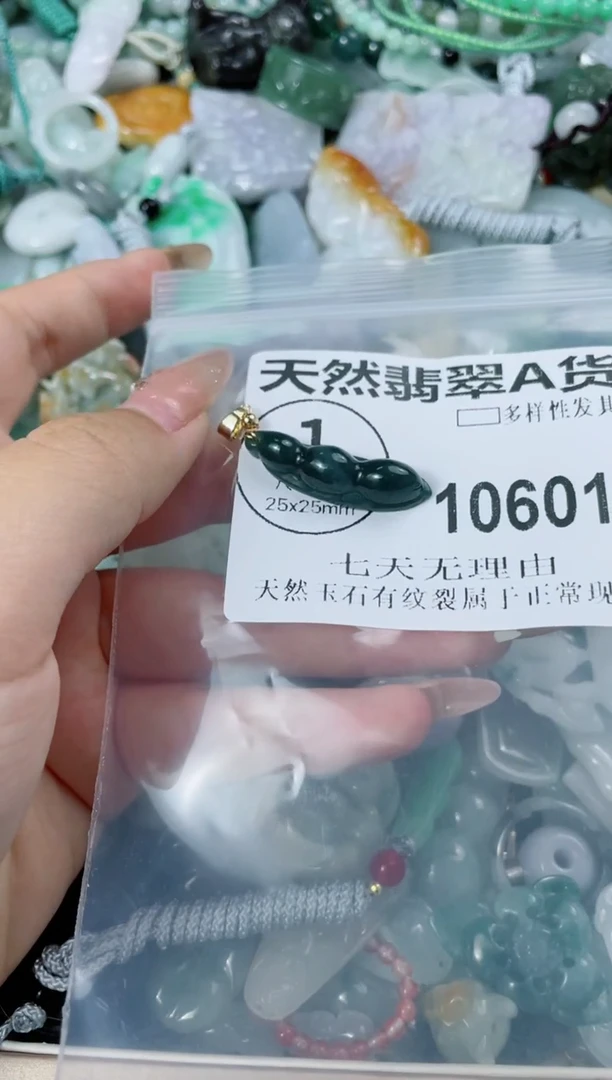 天然翡翠A货
多样性发
1
25x25mm
10601
七天无理由
天然玉石有纹裂属于正常现